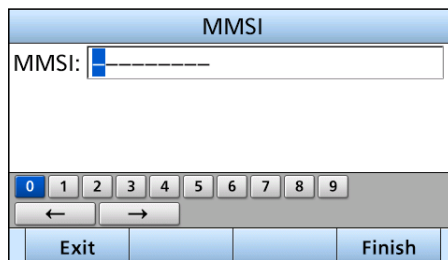 MMSI
MMSI: ---------
0 1 2 3 4 5 6 7 8 9
← →
Exit Finish